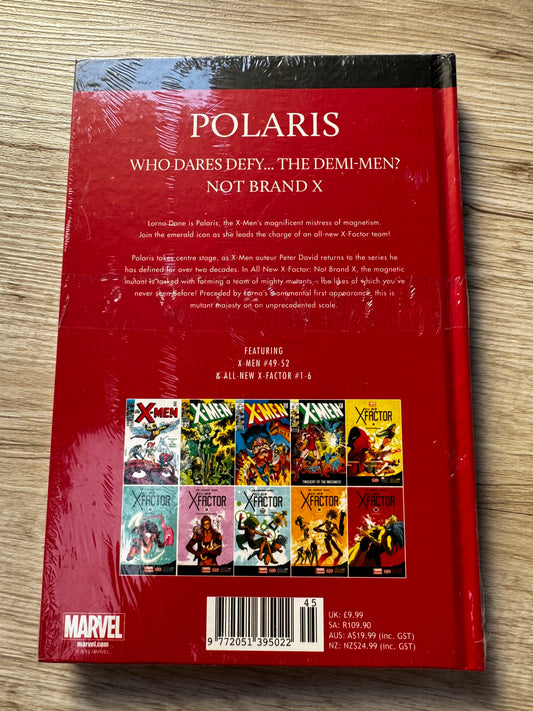 POLARIS
WHO DARES DEFY... THE DEMI-MEN?
NOT BRAND X
Lorna Dane is Polaris, the X-Men's magnificent mistress of magnetism.
Join the emerald icon as she leads the charge of an all-new X-Factor team!
Polaris takes centre stage, as X-Men auteur Peter David returns to the series he
has defined for over two decades. In All-New X-Factor: Not Brand X, the magnetic
mutant is tasked with forming a team of mighty mutants - the likes of which you've
never seen before! Preceded by Lorna's monumental first appearance, this is
mutant majesty on an unprecedented scale.
FEATURING
X-MEN #49-52
& ALL-NEW X-FACTOR #1-6
X-MEN
X-MEN
X-MEN
X-MEN
TWILIGHT OF THE MUTANTS!
X-FACTOR
X-FACTOR
X-FACTOR
X-FACTOR
X-FACTOR
X-FACTOR
MARVEL
marvel.com
45
9 772051 395022
UK: £9.99
SA: R109.90
AUS: A$19.99 (inc. GST)
NZ: NZ$24.99 (inc. GST)